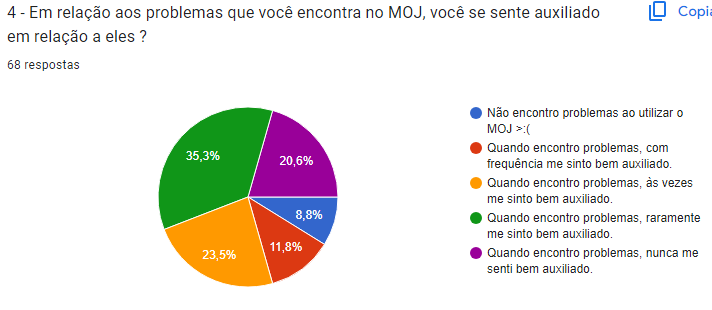 4 - Em relação aos problemas que você encontra no MOJ, você se sente auxiliado
em relação a eles ?
Copia
68 respostas
35,3%
20,6%
8,8%
11,8%
23,5%
Não encontro problemas ao utilizar o
MOJ >:(
Quando encontro problemas, com
frequência me sinto bem auxiliado.
Quando encontro problemas, às vezes
me sinto bem auxiliado.
Quando encontro problemas, raramente
me sinto bem auxiliado.
Quando encontro problemas, nunca me
senti bem auxiliado.